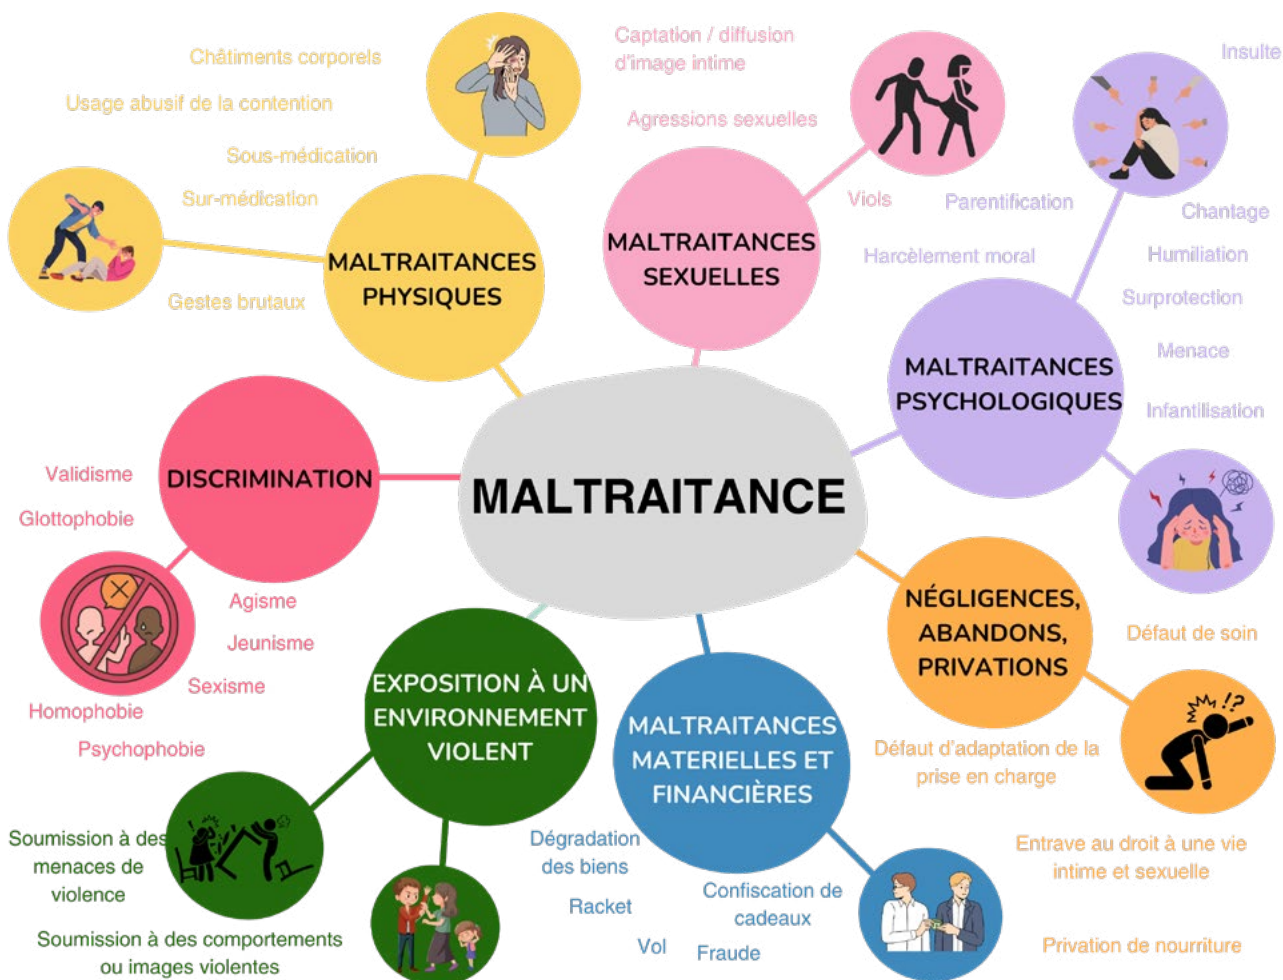 Châtiments corporels
Usage abusif de la contention
Sous-médication
Sur-médication
Gestes brutaux
MALTRAITANCES
PHYSIQUES
Captation / diffusion
d'image intime
Agressions sexuelles
Viols
MALTRAITANCES
SEXUELLES
Insulte
Parentification
Chantage
Harcèlement moral
Humiliation
Surprotection
Menace
Infantilisation
MALTRAITANCES
PSYCHOLOGIQUES
MALTRAITANCE
DISCRIMINATION
Validisme
Glottophobie
Agisme
Jeunisme
Sexisme
Homophobie
Psychophobie
EXPOSITION À UN
ENVIRONNEMENT
VIOLENT
Soumission à des
menaces de
violence
Soumission à des comportements
ou images violentes
MALTRAITANCES
MATERIELLES ET
FINANCIÈRES
Dégradation
des biens
Racket
Vol
Fraude
Confiscation de
cadeaux
NÉGLIGENCES,
ABANDONS,
PRIVATIONS
Défaut de soin
!?
Défaut d'adaptation de la
prise en charge
Entrave au droit à une vie
intime et sexuelle
Privation de nourriture